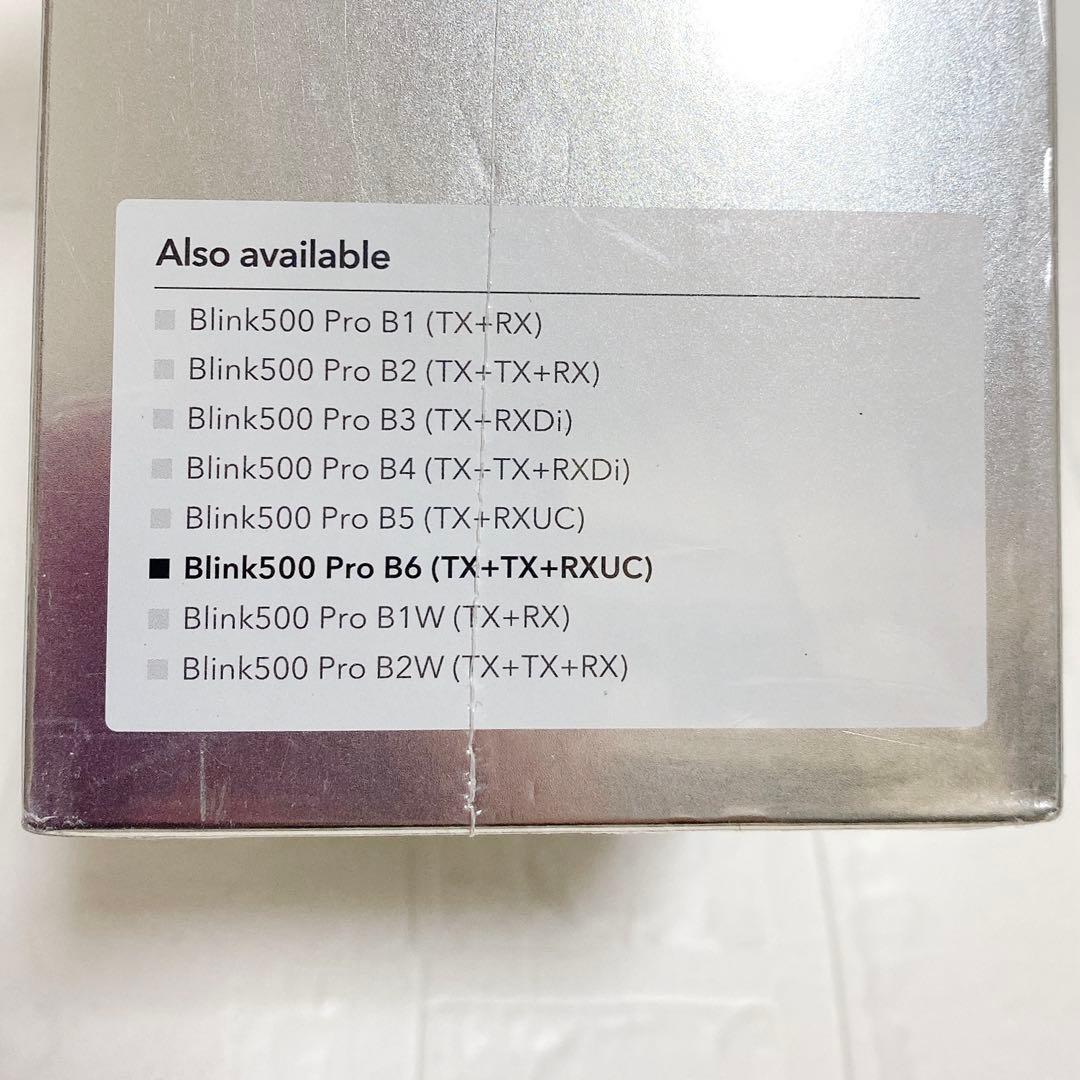 Also available
Blink500 Pro B1 (TX+RX)
Blink500 Pro B2 (TX+TX+RX)
Blink500 Pro B3 (TX+RXDi)
Blink500 Pro B4 (TX+TX+RXDi)
Blink500 Pro B5 (TX+RXUC)
Blink500 Pro B6 (TX+TX+RXUC)
Blink500 Pro B1W (TX+RX)
Blink500 Pro B2W (TX+TX+RX)